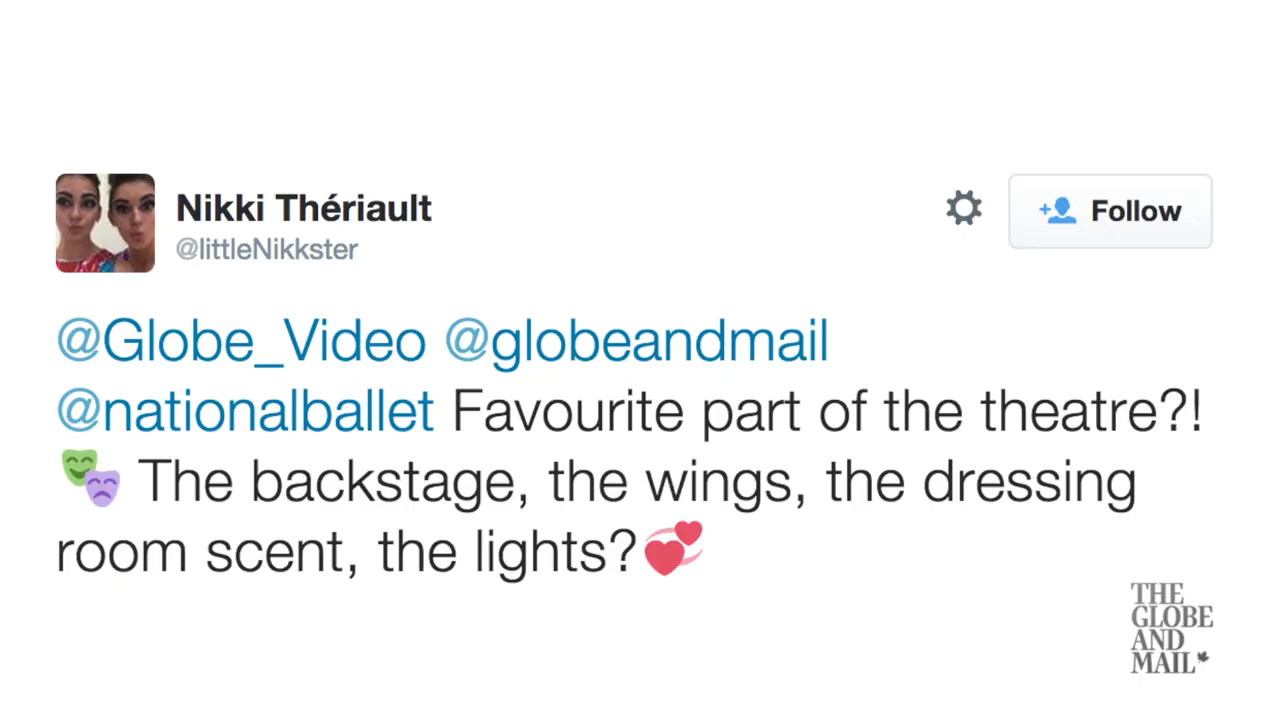 Nikki Thériault
@littleNikkster
Follow
@Globe_Video @globeandmail
@nationalballet Favourite part of the theatre?!
🎭 The backstage, the wings, the dressing
room scent, the lights?💞
THE
GLOBE
AND
MAIL